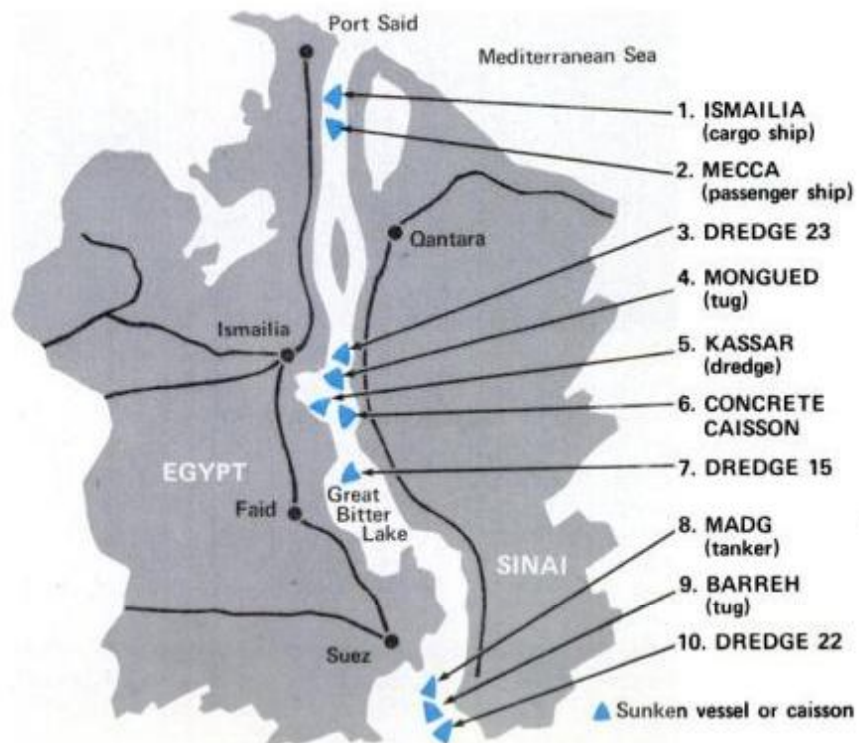 Port Said
Mediterranean Sea
1. ISMAILIA
(cargo ship)
2. MECCA
(passenger ship)
3. DREDGE 23
Qantara
4. MONGUED
(tug)
Ismailia
5. KASSAR
(dredge)
6. CONCRETE
CAISSON
EGYPT
7. DREDGE 15
Great
Bitter
Lake
Faid
8. MADG
(tanker)
SINAI
9. BARREH
(tug)
Suez
10. DREDGE 22
Sunken vessel or caisson